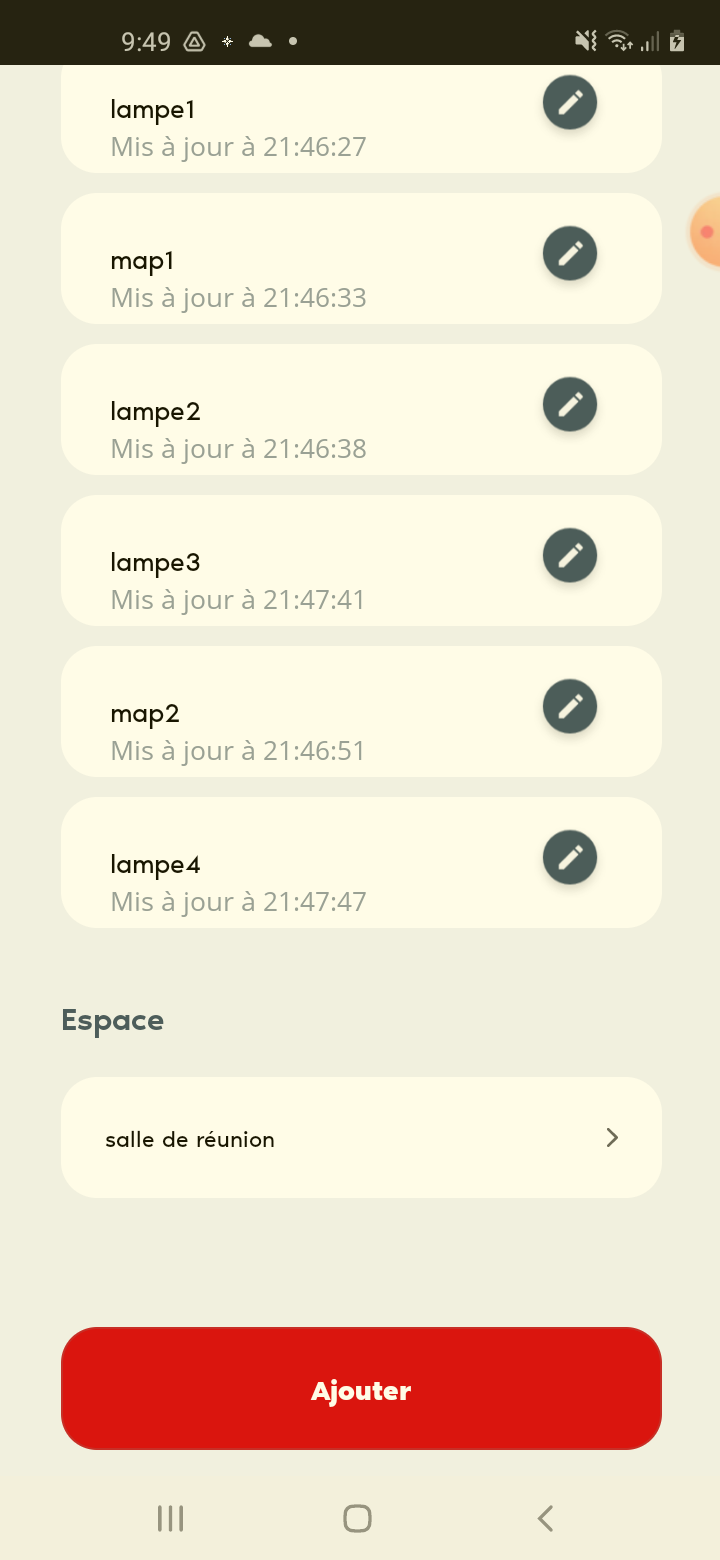 9:49
lampe1
Mis à jour à 21:46:27
map1
Mis à jour à 21:46:33
lampe2
Mis à jour à 21:46:38
lampe3
Mis à jour à 21:47:41
map2
Mis à jour à 21:46:51
lampe4
Mis à jour à 21:47:47
Espace
salle de réunion
Ajouter